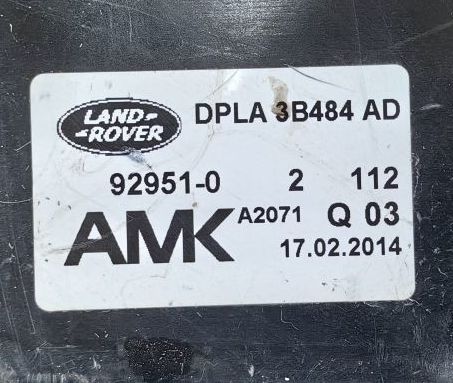 LAND-
-ROVER
DPLA 3B484 AD
92951-0 2 112
AMK A2071 Q 03
17.02.2014